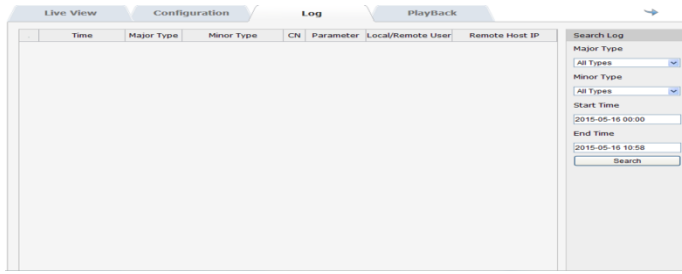 Live View Configuration Log PlayBack
Time Major Type Minor Type CN Parameter Local/Remote User Remote Host IP
Search Log
Major Type
All Types
Minor Type
All Types
Start Time
2015-05-16 00:00
End Time
2015-05-16 10:58
Search